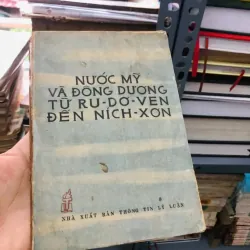 NƯỚC MỸ
VÀ ĐÔNG DƯƠNG
TỪ RU-DƠ-VEN
ĐẾN NÍCH-XƠN
NHÀ XUẤT BẢN THÔNG TIN LÝ LUẬN